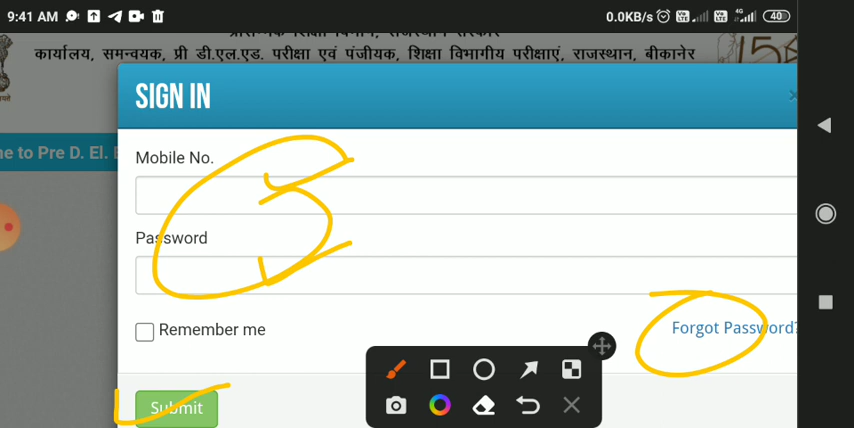 9:41 AM 0.0KB/s 4G 40
कार्यालय, समन्वयक, प्री डी.एल.एड. परीक्षा एवं पंजीयक, शिक्षा विभागीय परीक्षाएं, राजस्थान, बीकानेर
SIGN IN
e to Pre D. El.
Mobile No.
Password
Remember me
Forgot Password?
Submit